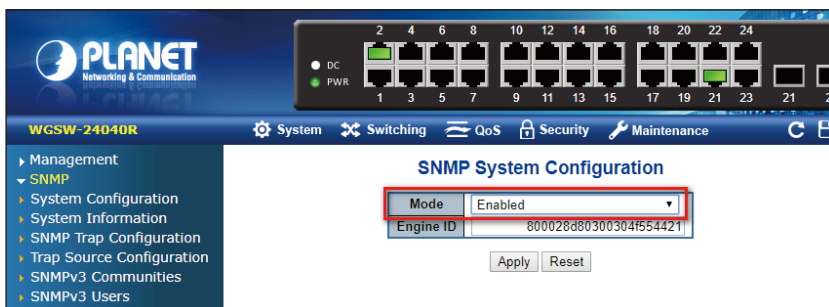 2 4 6 8 10 12 14 16 18 20 22 24
PLANET
Networking & Communication
DC
PWR
1 3 5 7 9 11 13 15 17 19 21 23 21
WGSW-24040R
System Switching QoS Security Maintenance
Management
SNMP
System Configuration
System Information
SNMP Trap Configuration
Trap Source Configuration
SNMPv3 Communities
SNMPv3 Users
SNMP System Configuration
Mode Enabled
Engine ID 800028d80300304f554421
Apply Reset